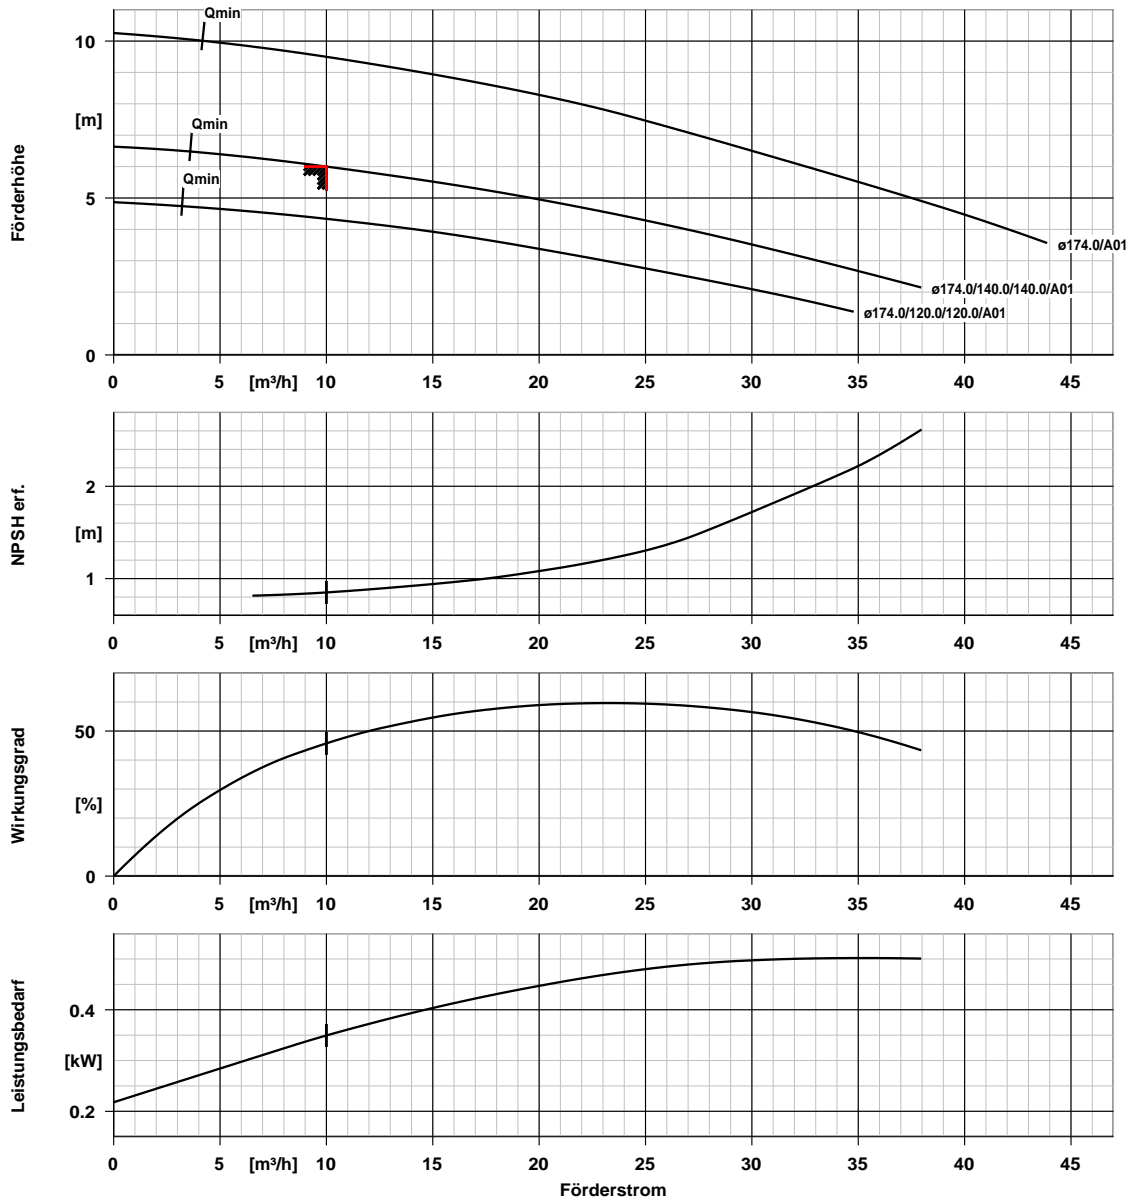 Qmin
10
[m]
Qmin
Qmin
5
Förderhöhe
ø174.0/A01
ø174.0/140.0/140.0/A01
ø174.0/120.0/120.0/A01
0
0 5 [m³/h] 10 15 20 25 30 35 40 45
NPSH erf.
2
[m]
1
0 5 [m³/h] 10 15 20 25 30 35 40 45
Wirkungsgrad
50
[%]
0
0 5 [m³/h] 10 15 20 25 30 35 40 45
Leistungsbedarf
0.4
[kW]
0.2
0 5 [m³/h] 10 15 20 25 30 35 40 45
Förderstrom